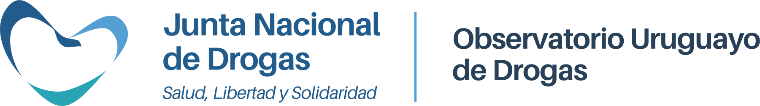 Junta Nacional
de Drogas
Salud, Libertad y Solidaridad
Observatorio Uruguayo
de Drogas